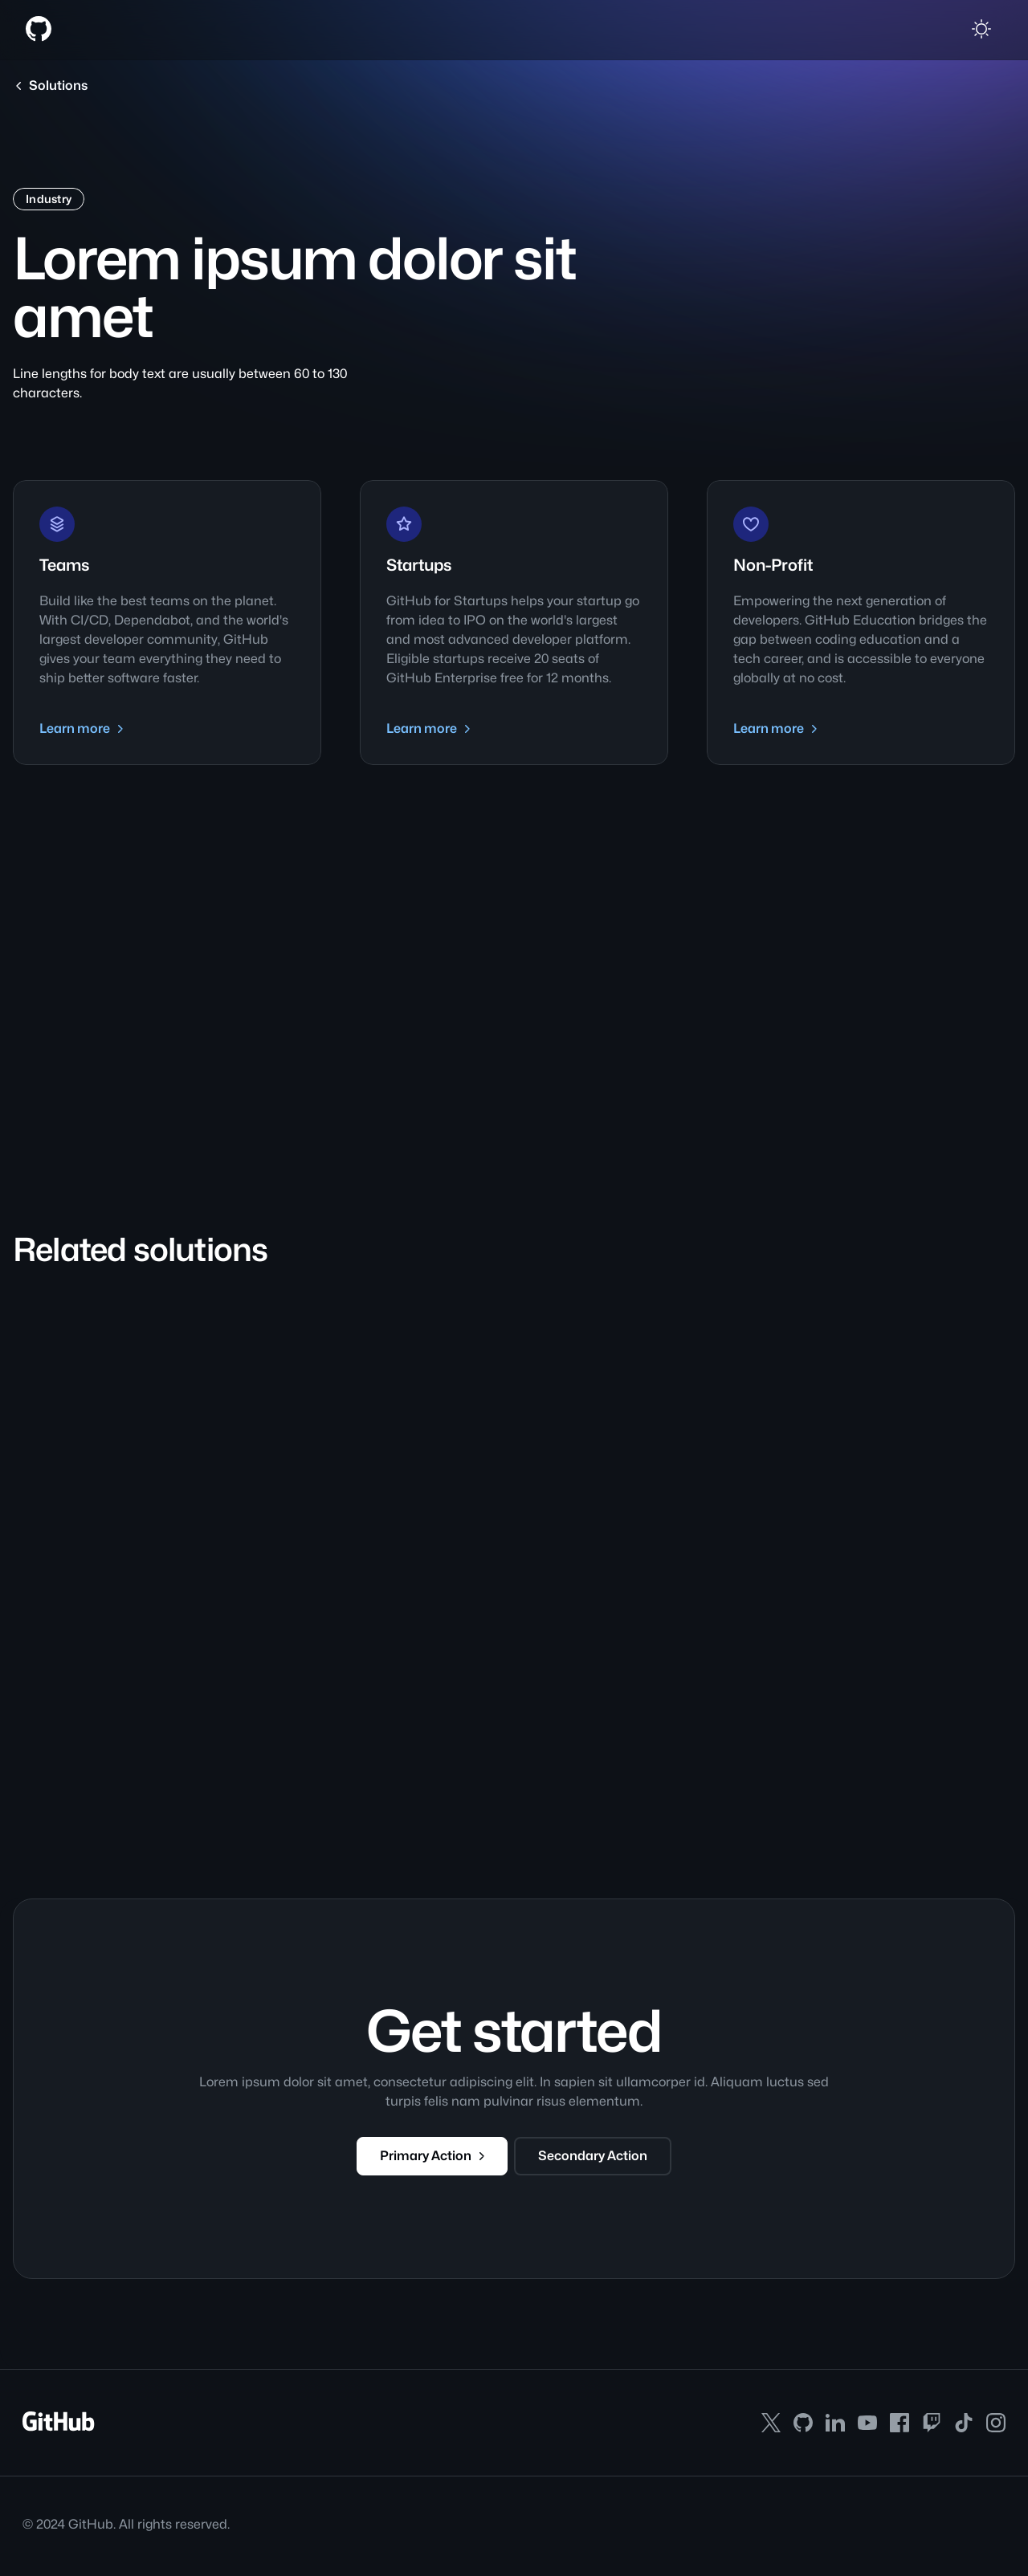 Solutions
Industry
Lorem ipsum dolor sit
amet
Line lengths for body text are usually between 60 to 130
characters.
Teams
Build like the best teams on the planet.
With CI/CD, Dependabot, and the world's
largest developer community, GitHub
gives your team everything they need to
ship better software faster.
Learn more
Startups
GitHub for Startups helps your startup go
from idea to IPO on the world's largest
and most advanced developer platform.
Eligible startups receive 20 seats of
GitHub Enterprise free for 12 months.
Learn more
Non-Profit
Empowering the next generation of
developers. GitHub Education bridges the
gap between coding education and a
tech career, and is accessible to everyone
globally at no cost.
Learn more
Related solutions
Get started
Lorem ipsum dolor sit amet, consectetur adipiscing elit. In sapien sit ullamcorper id. Aliquam luctus sed
turpis felis nam pulvinar risus elementum.
Primary Action
Secondary Action
GitHub
© 2024 GitHub. All rights reserved.